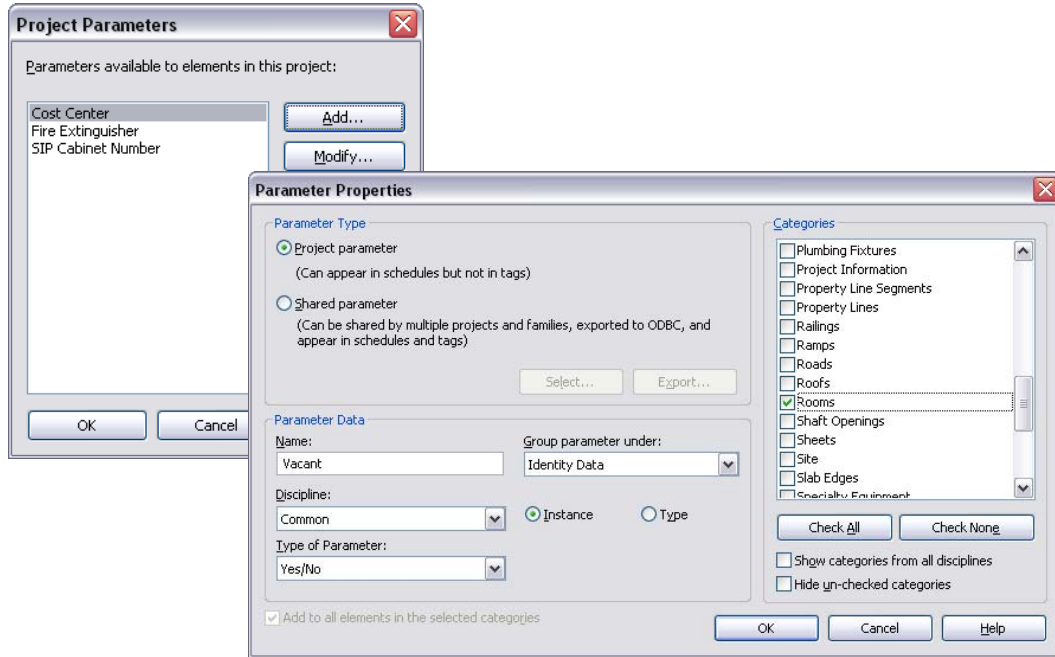 Project Parameters
Parameters available to elements in this project:
Cost Center
Fire Extinguisher
SIP Cabinet Number
Add...
Modify...
OK
Cancel
Parameter Properties
Parameter Type
Project parameter
(Can appear in schedules but not in tags)
Shared parameter
(Can be shared by multiple projects and families, exported to ODBC, and
appear in schedules and tags)
Select...
Export...
Parameter Data
Name:
Vacant
Group parameter under:
Identity Data
Discipline:
Common
Instance
Type
Type of Parameter:
Yes/No
Add to all elements in the selected categories
Categories
Plumbing Fixtures
Project Information
Property Line Segments
Property Lines
Railings
Ramps
Roads
Roofs
Rooms
Shaft Openings
Sheets
Site
Slab Edges
Specialty Equipment
Check All
Check None
Show categories from all disciplines
Hide un-checked categories
OK
Cancel
Help